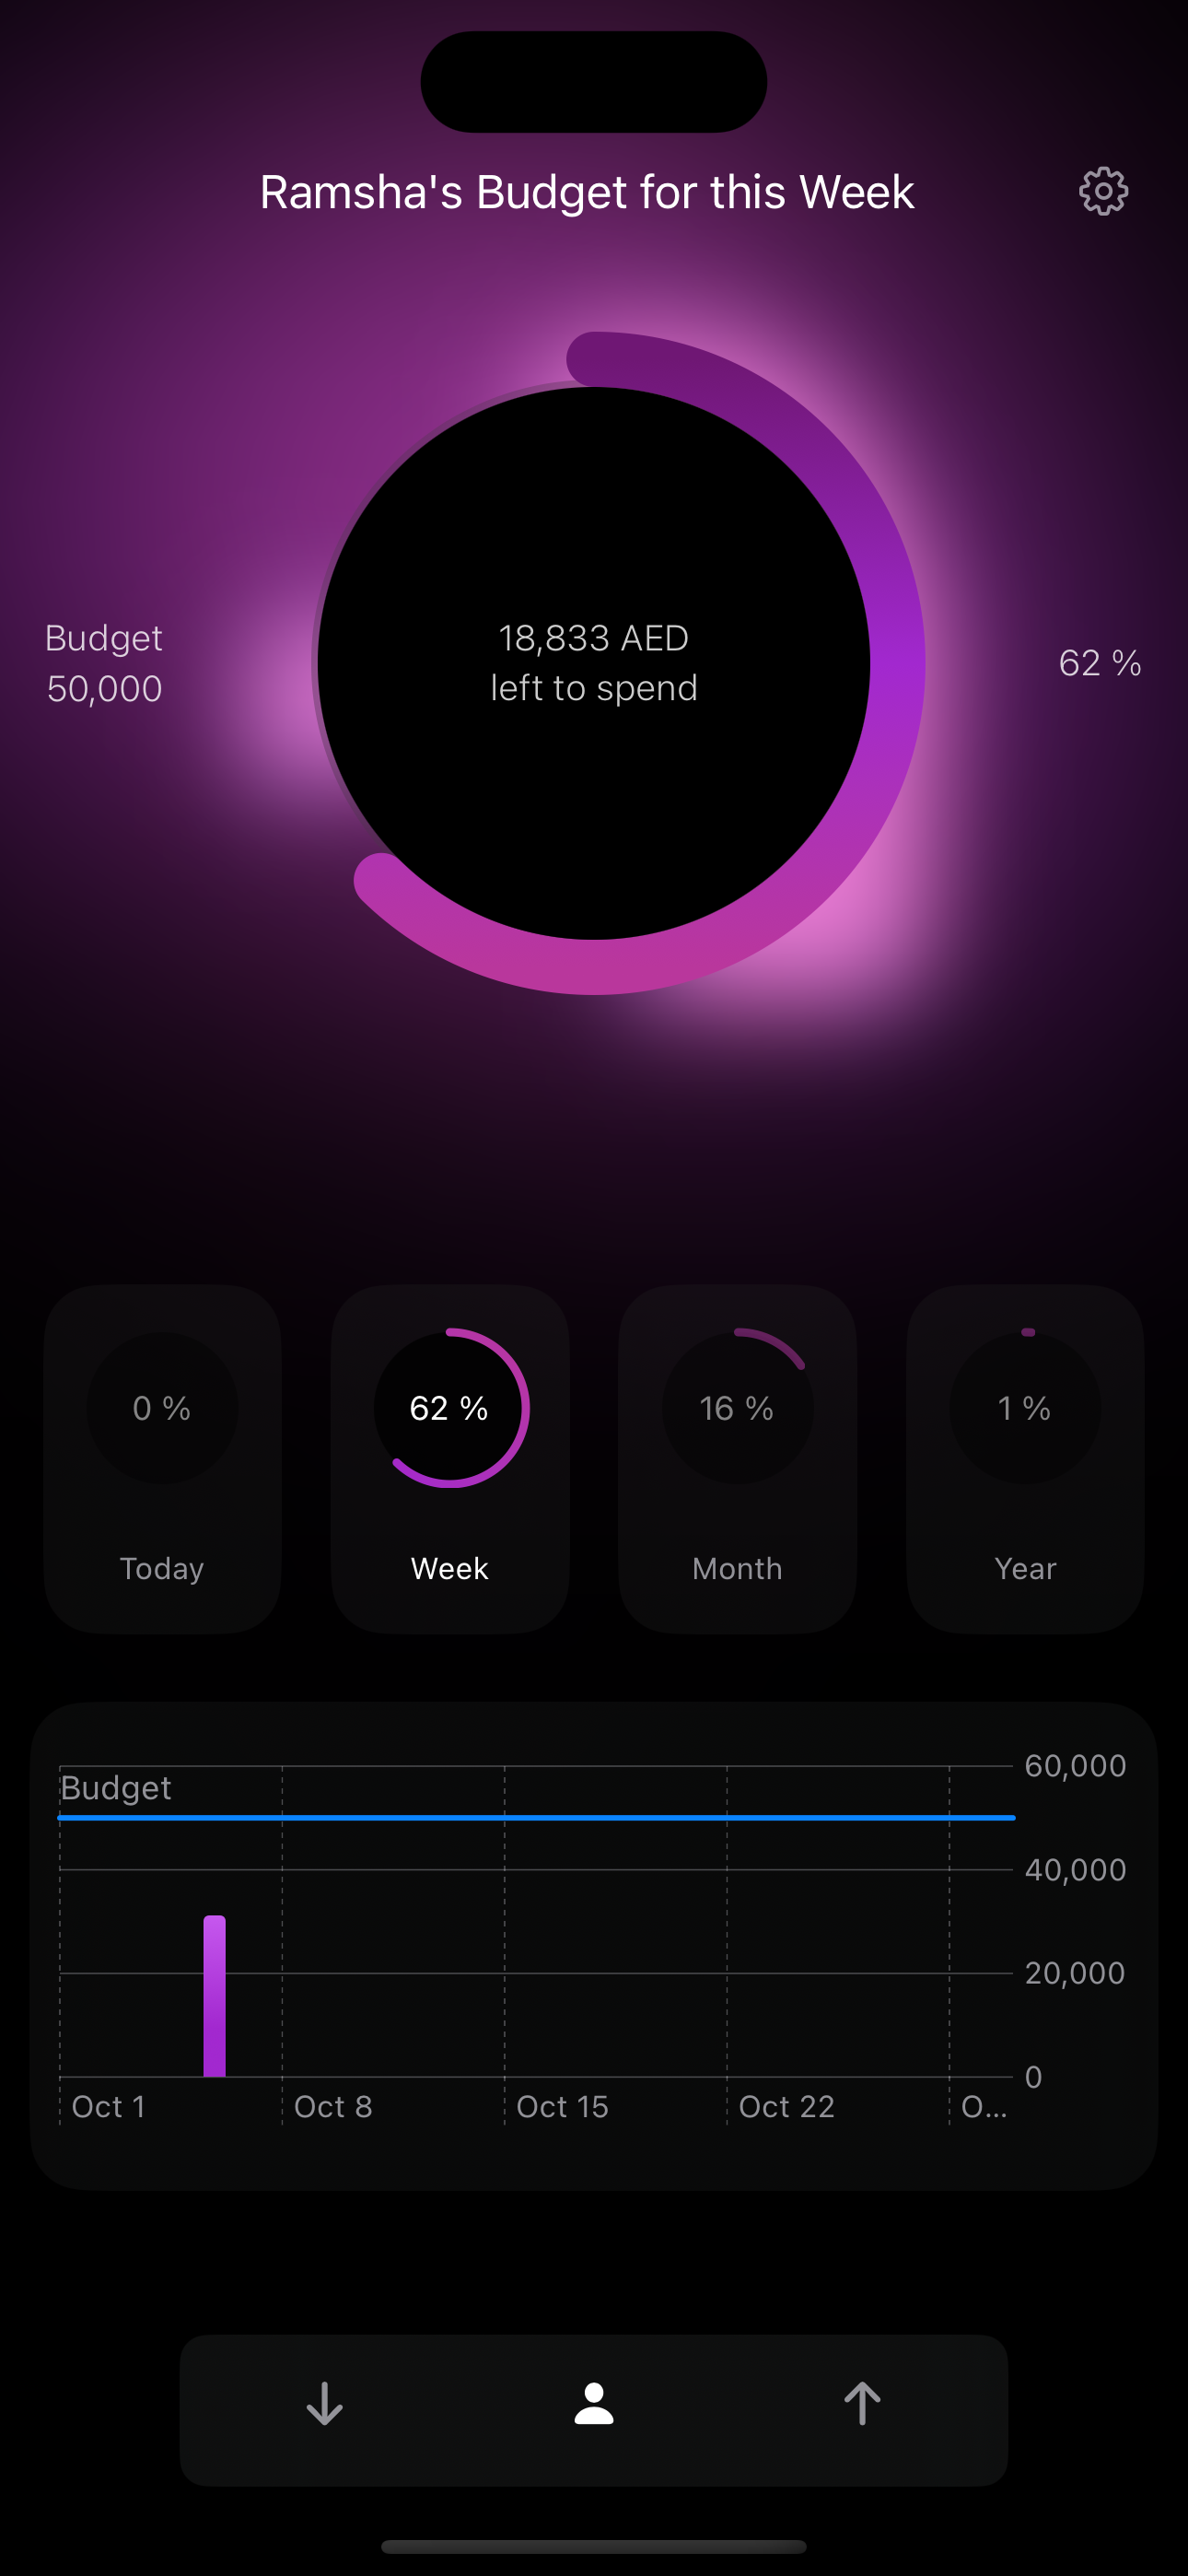 Ramsha's Budget for this Week
Budget
50,000
18,833 AED
left to spend
62 %
0 %
Today
62 %
Week
16 %
Month
1 %
Year
Budget
60,000
40,000
20,000
0
Oct 1
Oct 8
Oct 15
Oct 22
O...